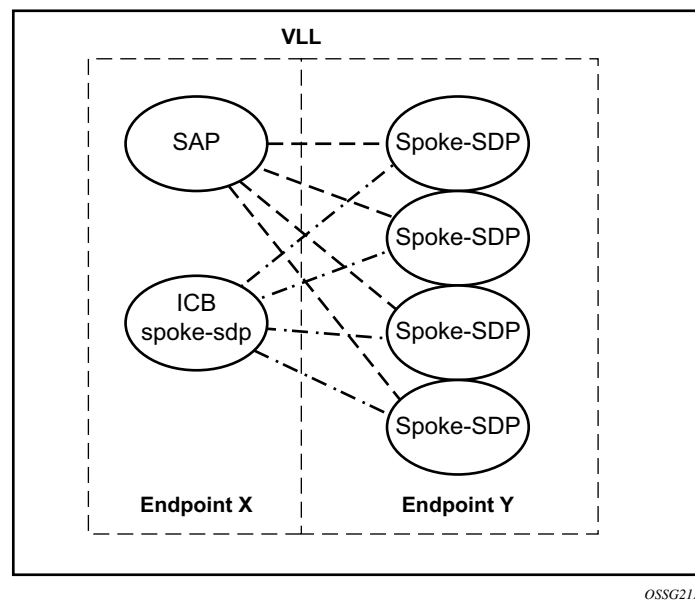 VLL
SAP
Spoke-SDP
Spoke-SDP
ICB
spoke-sdp
Spoke-SDP
Spoke-SDP
Endpoint X
Endpoint Y